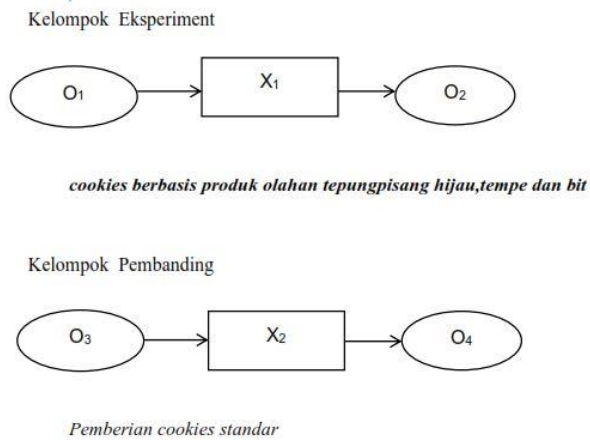 Kelompok Eksperiment
O1 X1 O2
cookies berbasis produk olahan tepungpisang hijau,tempe dan bit
Kelompok Pembanding
O3 X2 O4
Pemberian cookies standar